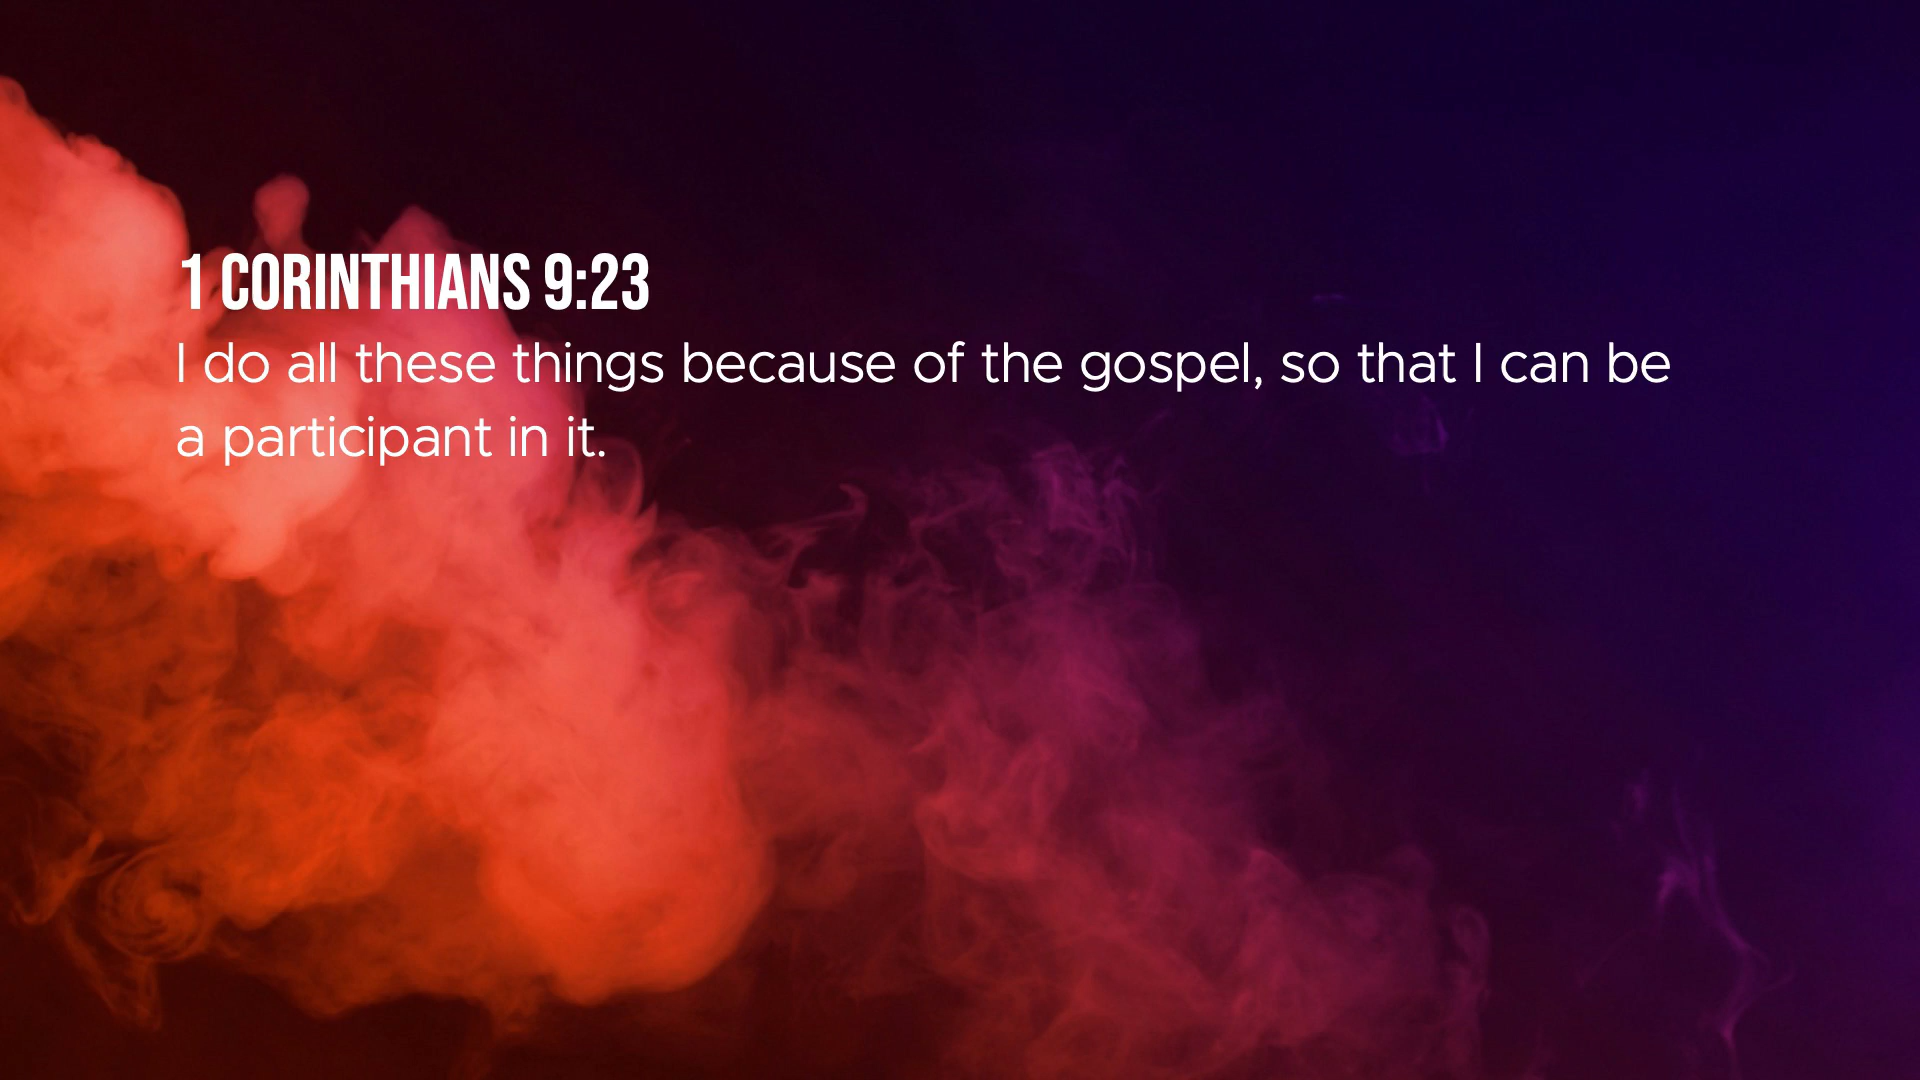 1 CORINTHIANS 9:23
I do all these things because of the gospel, so that I can be
a participant in it.